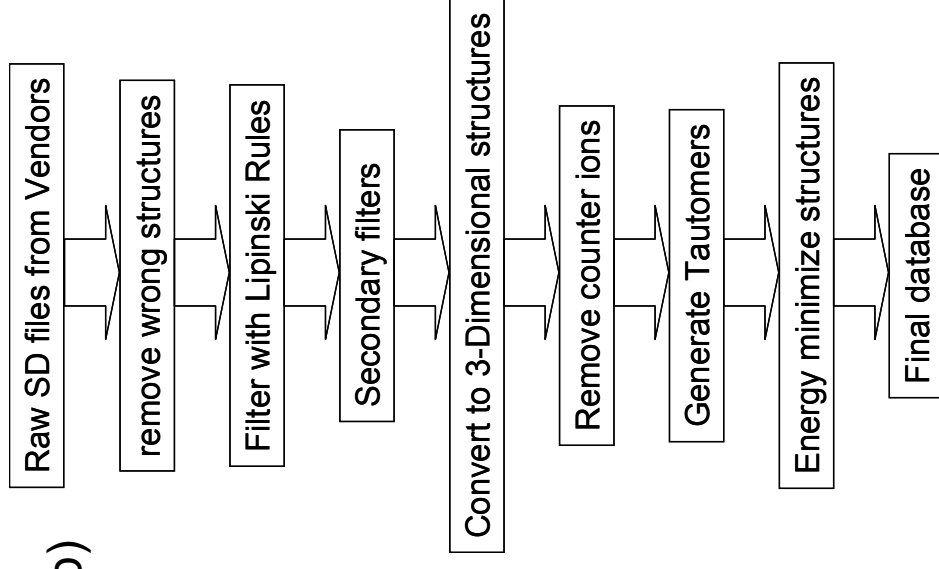 Raw SD files from Vendors
remove wrong structures
Filter with Lipinski Rules
Secondary filters
Convert to 3-Dimensional structures
Remove counter ions
Generate Tautomers
Energy minimize structures
Final database